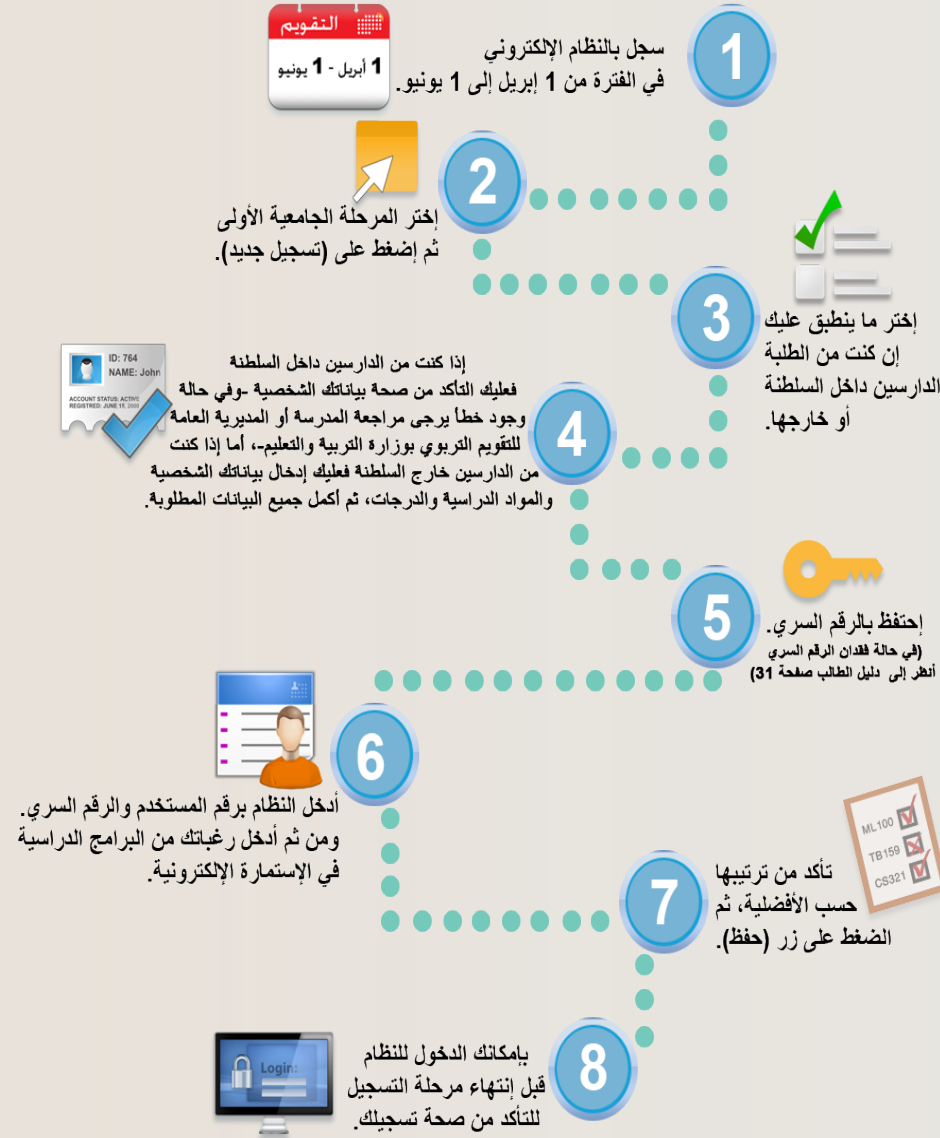 التقويم
1 أبريل - 1 يونيو
1
سجل بالنظام الإلكتروني
في الفترة من 1 إبريل إلى 1 يونيو.
2
إختر المرحلة الجامعية الأولى
ثم إضغط على (تسجيل جديد).
3
إختر ما ينطبق عليك
إن كنت من الطلبة
الدارسين داخل السلطنة
أو خارجها.
ID: 764
NAME: John
ACCOUNT STATUS: ACTIVE
REGISTERED: JUNE 15, 2000
4
إذا كنت من الدارسين داخل السلطنة
فعليك التأكد من صحة بياناتك الشخصية -وفي حالة
وجود خطأ يرجى مراجعة المدرسة أو المديرية العامة
للتقويم التربوي بوزارة التربية والتعليم-، أما إذا كنت
من الدارسين خارج السلطنة فعليك إدخال بياناتك الشخصية
والمواد الدراسية والدرجات، ثم أكمل جميع البيانات المطلوبة.
5
إحتفظ بالرقم السري.
(في حالة فقدان الرقم السري
أنظر إلى دليل الطالب صفحة 31)
6
أدخل النظام برقم المستخدم والرقم السري.
ومن ثم أدخل رغباتك من البرامج الدراسية
في الإستمارة الإلكترونية.
7
ML100
TB159
CS321
تأكد من ترتيبها
حسب الأفضلية، ثم
الضغط على زر (حفظ).
8
Login:
بإمكانك الدخول للنظام
قبل إنتهاء مرحلة التسجيل
للتأكد من صحة تسجيلك.